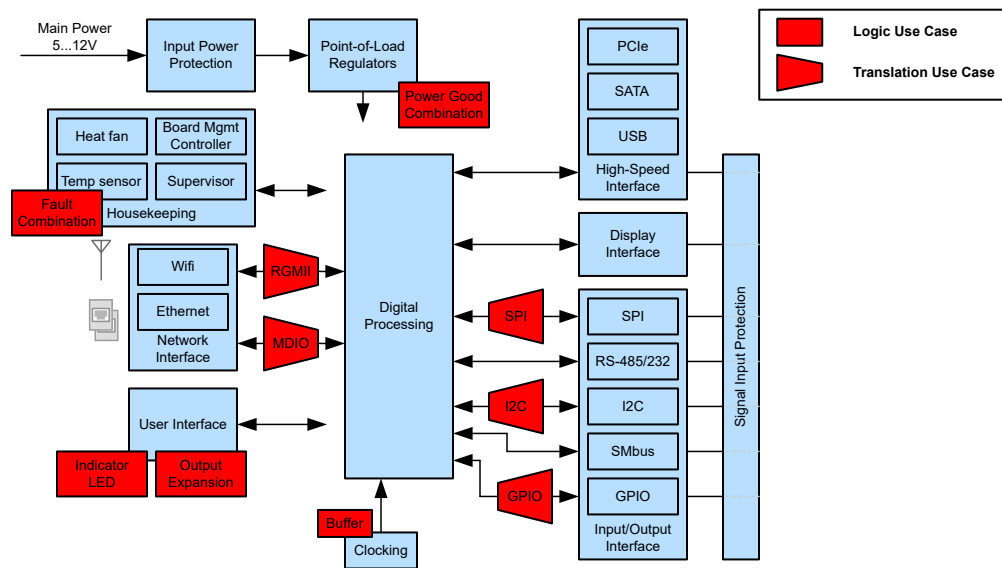 Main Power
5...12V
Input Power
Protection
Point-of-Load
Regulators
Power Good
Combination
PCIe
SATA
USB
High-Speed
Interface
Logic Use Case
Translation Use Case
Heat fan
Board Mgmt
Controller
Temp sensor
Supervisor
Fault
Combination
Housekeeping
Wifi
Ethernet
Network
Interface
RGMII
MDIO
Digital
Processing
Display
Interface
SPI
SPI
RS-485/232
I2C
I2C
SMbus
GPIO
GPIO
Input/Output
Interface
Signal Input Protection
User Interface
Indicator
LED
Output
Expansion
Buffer
Clocking